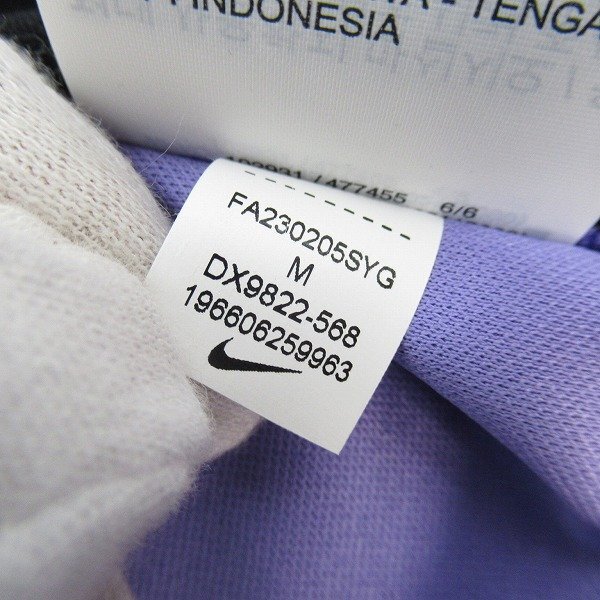 - TENGA
INDONESIA
/ 477455 6/6
FA230205SYG
M
DX9822-568
196606259963